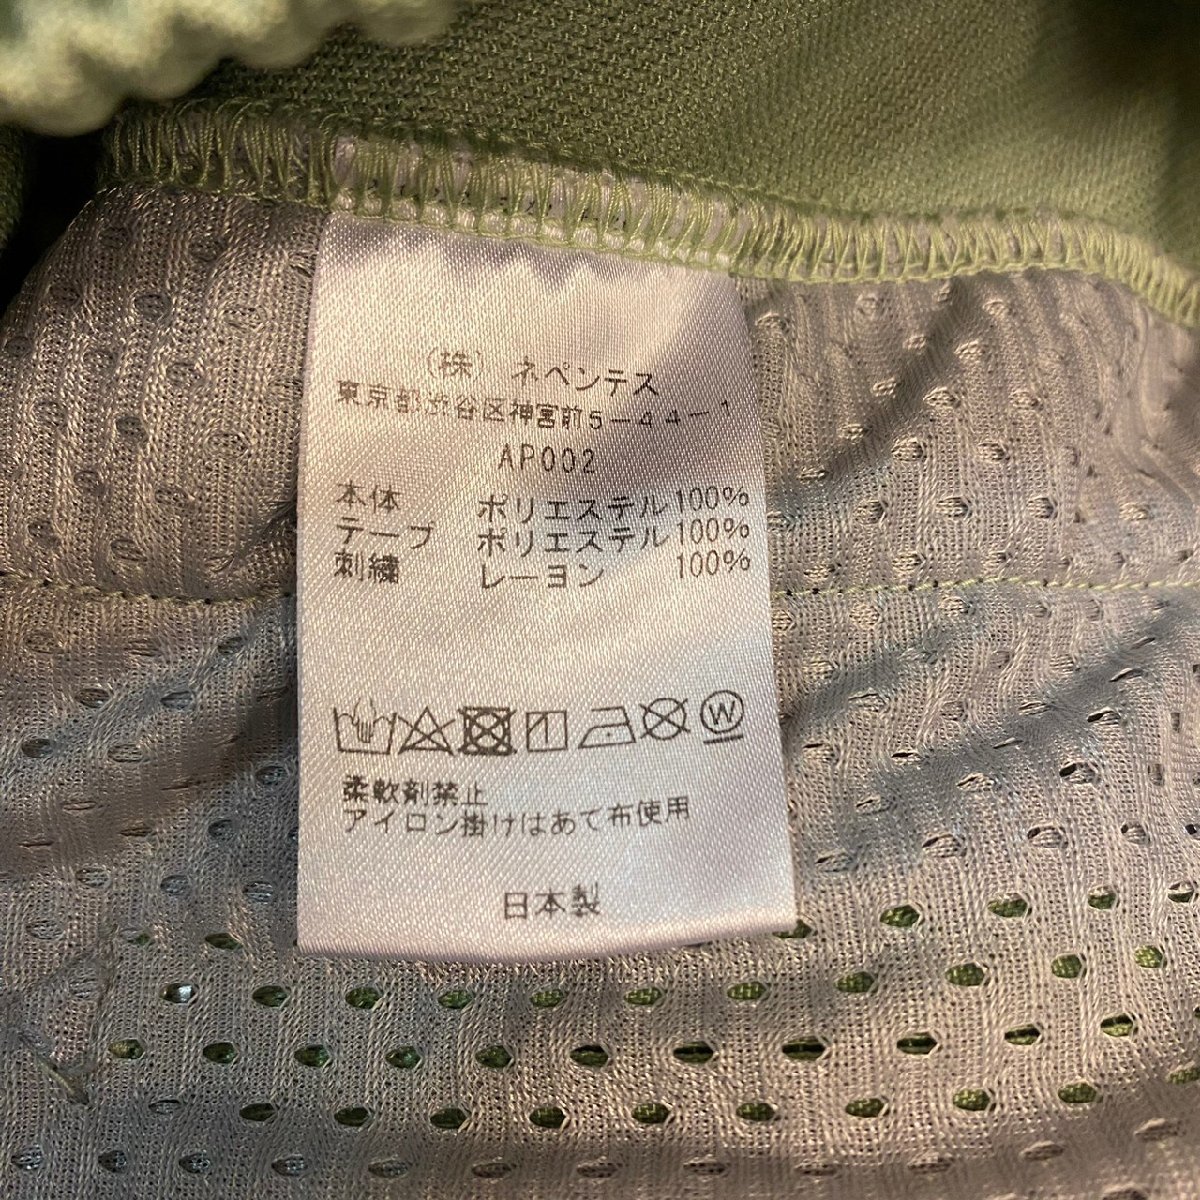 (株) ネペンテス
東京都渋谷区神宮前5-44-1
AP002
本体 ポリエステル100%
テープ ポリエステル100%
刺繍 レーヨン 100%
W
柔軟剤禁止
アイロン掛けはあて布使用
日本製